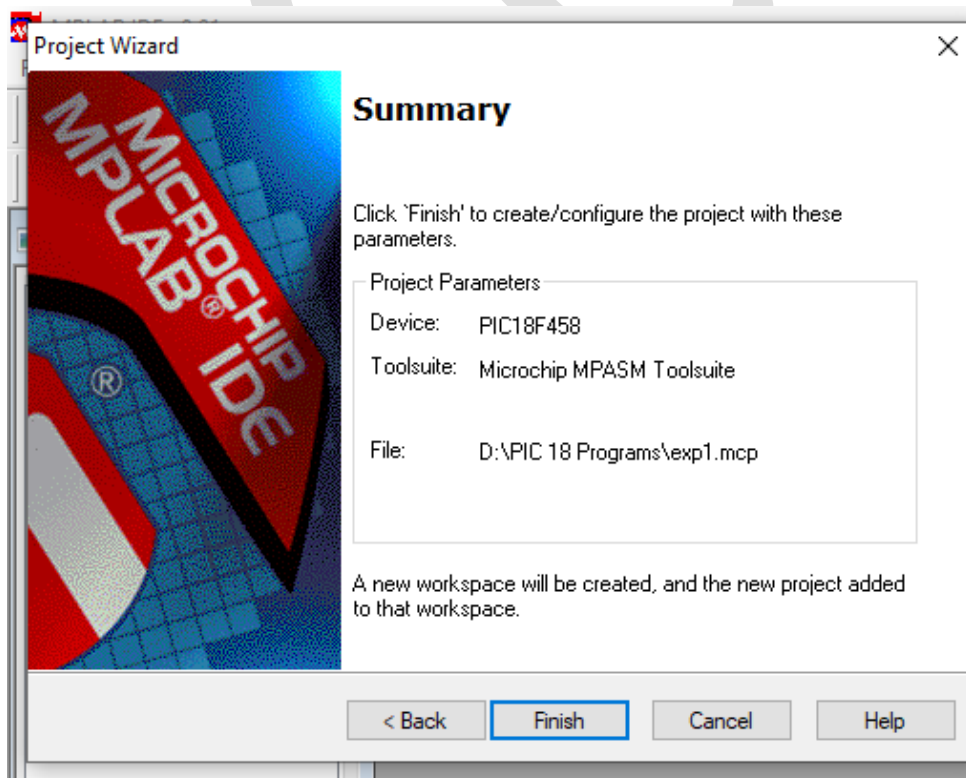 Project Wizard
MICROCHIP
MPLAB® IDE
®
Summary
Click `Finish' to create/configure the project with these
parameters.
Project Parameters
Device: PIC18F458
Toolsuite: Microchip MPASM Toolsuite
File: D:\PIC 18 Programs\exp1.mcp
A new workspace will be created, and the new project added
to that workspace.
< Back Finish Cancel Help